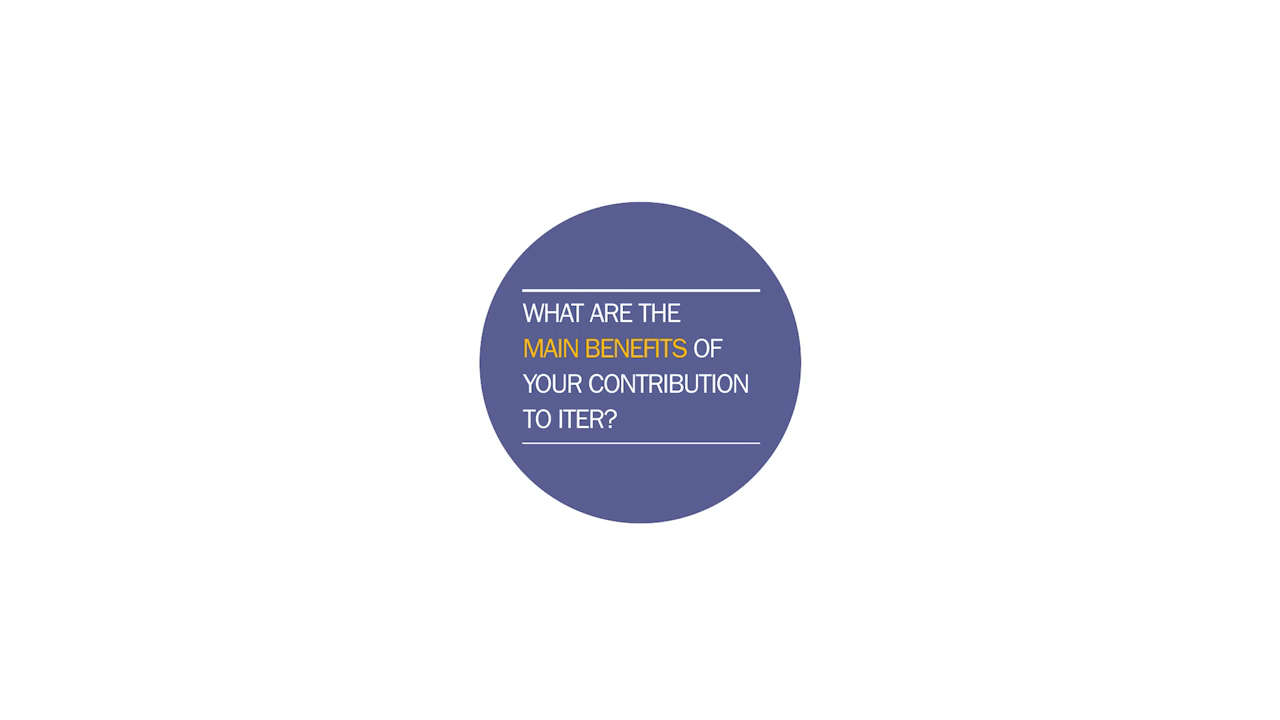 WHAT ARE THE
MAIN BENEFITS OF
YOUR CONTRIBUTION
TO ITER?